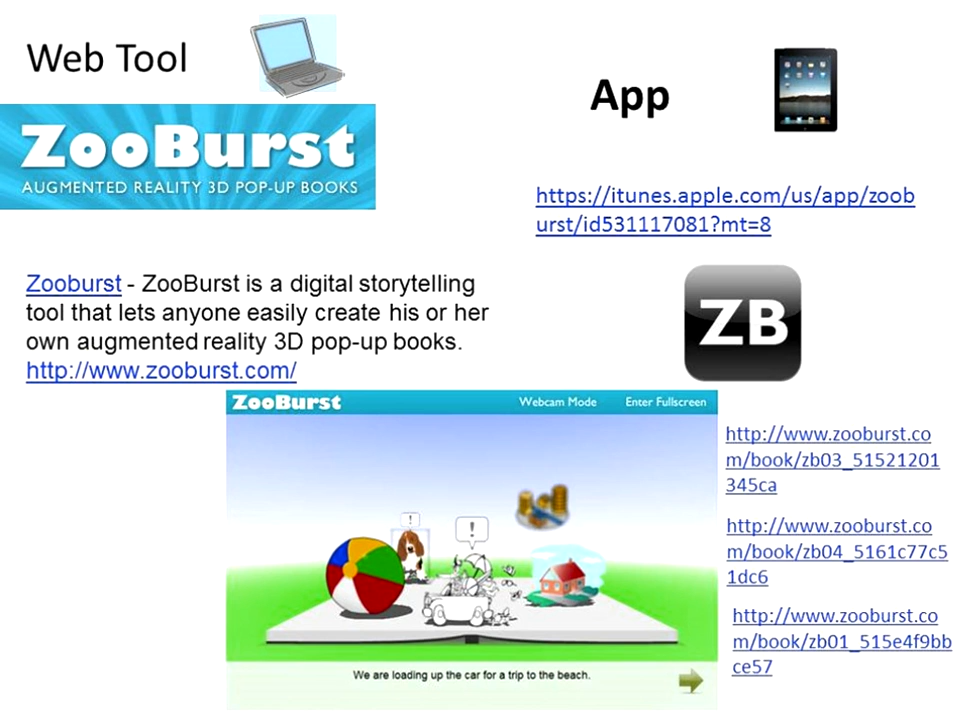 Web Tool
App
ZooBurst
AUGMENTED REALITY 3D POP-UP BOOKS
https://itunes.apple.com/us/app/zoob
urst/id531117081?mt=8
Zooburst - ZooBurst is a digital storytelling
tool that lets anyone easily create his or her
own augmented reality 3D pop-up books.
http://www.zooburst.com/
ZB
ZooBurst Webcam Mode Enter Fullscreen
!
!
We are loading up the car for a trip to the beach.
http://www.zooburst.co
m/book/zb03_51521201
345ca
http://www.zooburst.co
m/book/zb04_5161c77c5
1dc6
http://www.zooburst.co
m/book/zb01_515e4f9bb
ce57